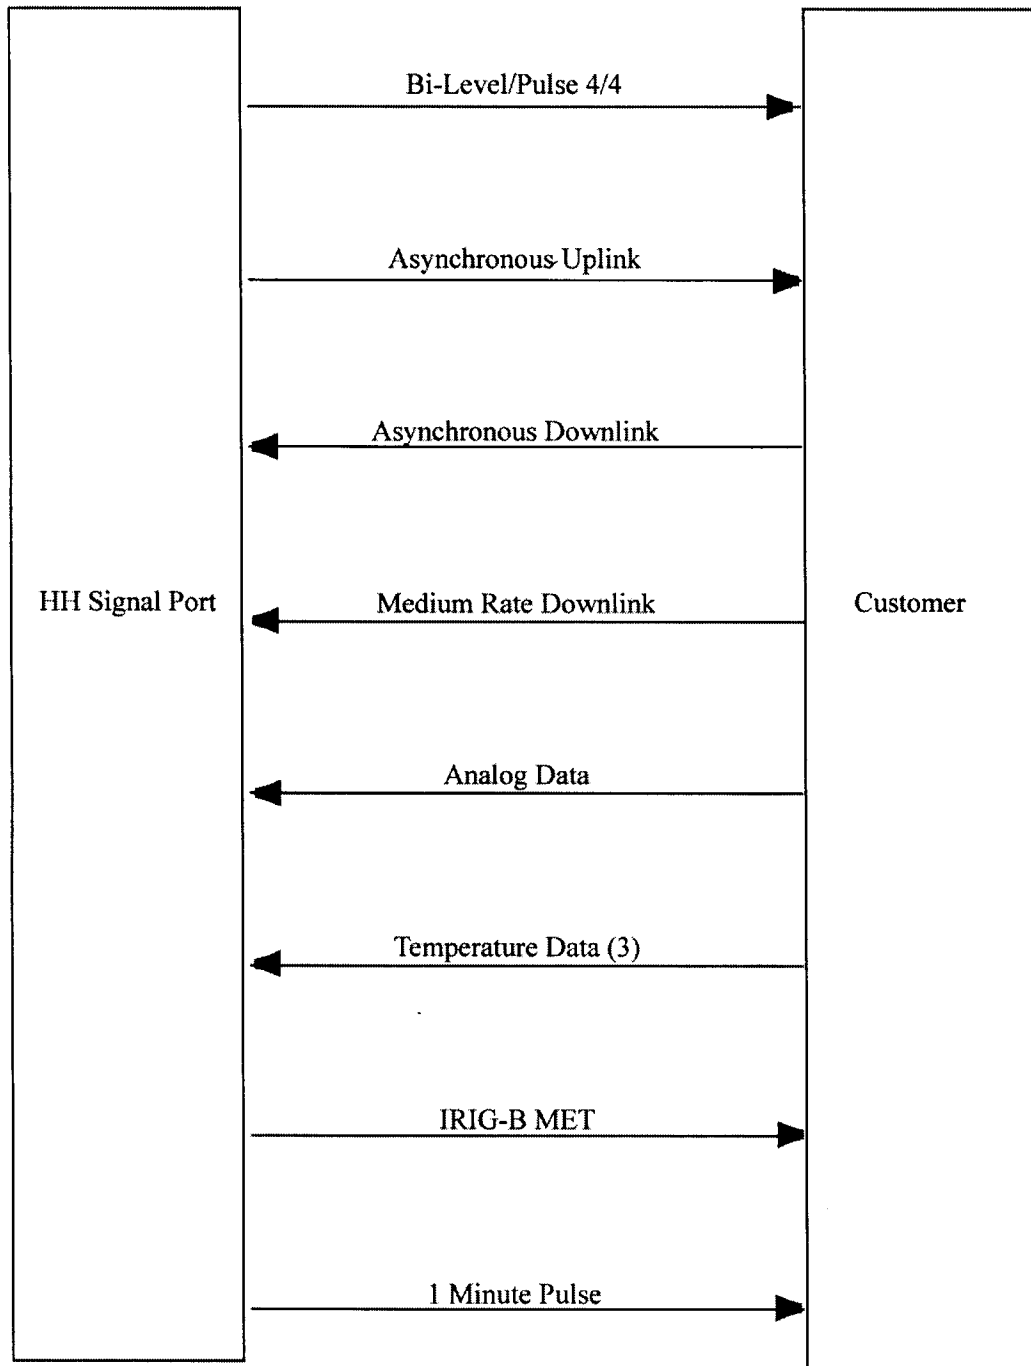 Bi-Level/Pulse 4/4
Asynchronous Uplink
Asynchronous Downlink
HH Signal Port
Medium Rate Downlink
Customer
Analog Data
Temperature Data (3)
IRIG-B MET
1 Minute Pulse